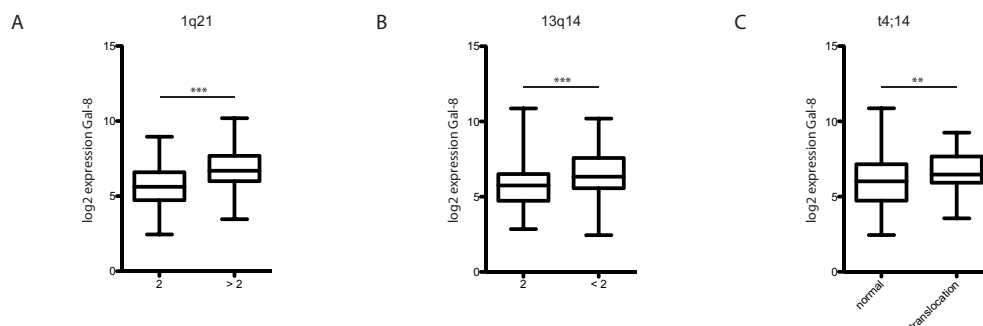 A
1q21
15
10
5
0
log2 expression Gal-8
***
2
> 2
B
13q14
15
10
5
0
log2 expression Gal-8
***
2
< 2
C
t4;14
15
10
5
0
log2 expression Gal-8
**
normal
translocation